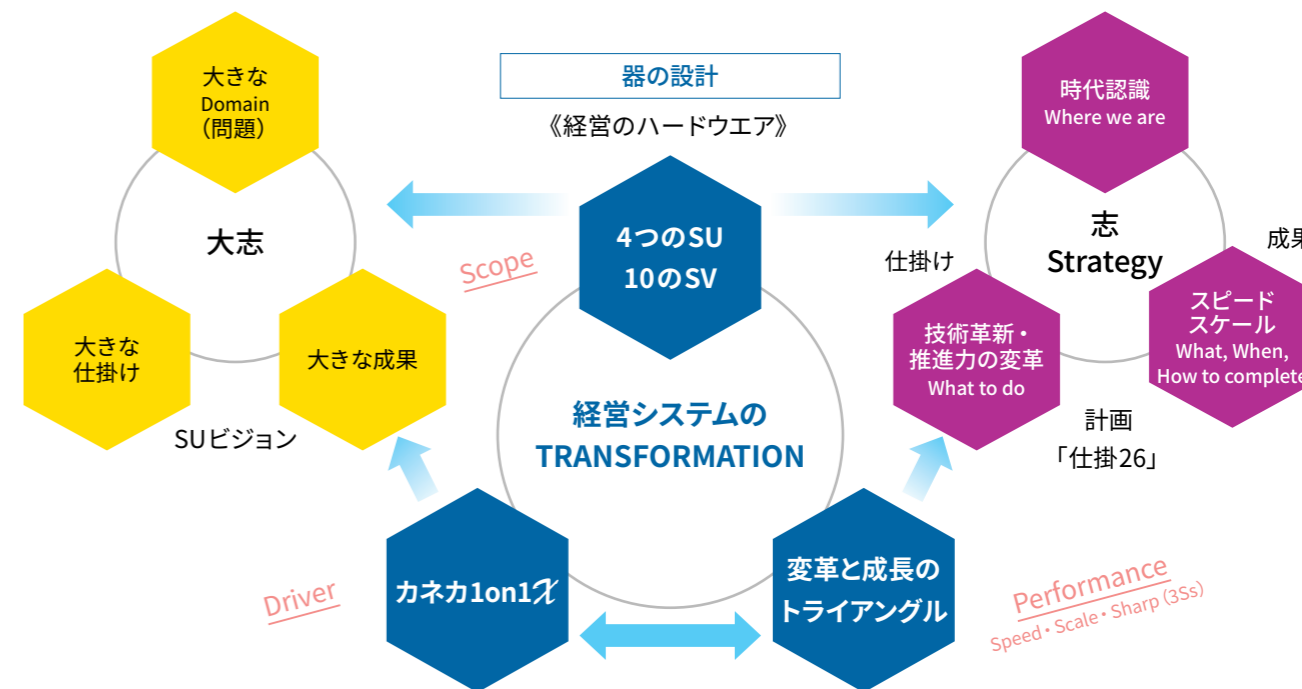 大きな
Domain
(問題)
大志
大きな
仕掛け
大きな成果
SUビジョン
器の設計
《経営のハードウエア》
4つのSU
10のSV
Scope
経営システムの
TRANSFORMATION
カネカ1on1𝒳
Driver
変革と成長の
トライアングル
Performance
Speed・Scale・Sharp (3Ss)
時代認識
Where we are
志
Strategy
仕掛け
成果
技術革新・
推進力の変革
What to do
スピード
スケール
What, When,
How to complete
計画
「仕掛26」